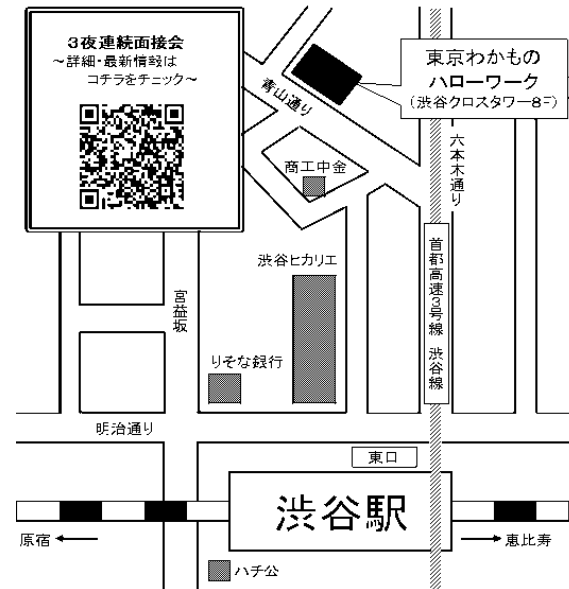 3夜連続面接会
～詳細・最新情報は
コチラをチェック～
東京わかもの
ハローワーク
(渋谷クロスタワー8F)
青山通り
六本木通り
商工中金
渋谷ヒカリエ
首都高速3号線 渋谷線
宮益坂
りそな銀行
明治通り
東口
渋谷駅
原宿
恵比寿
ハチ公